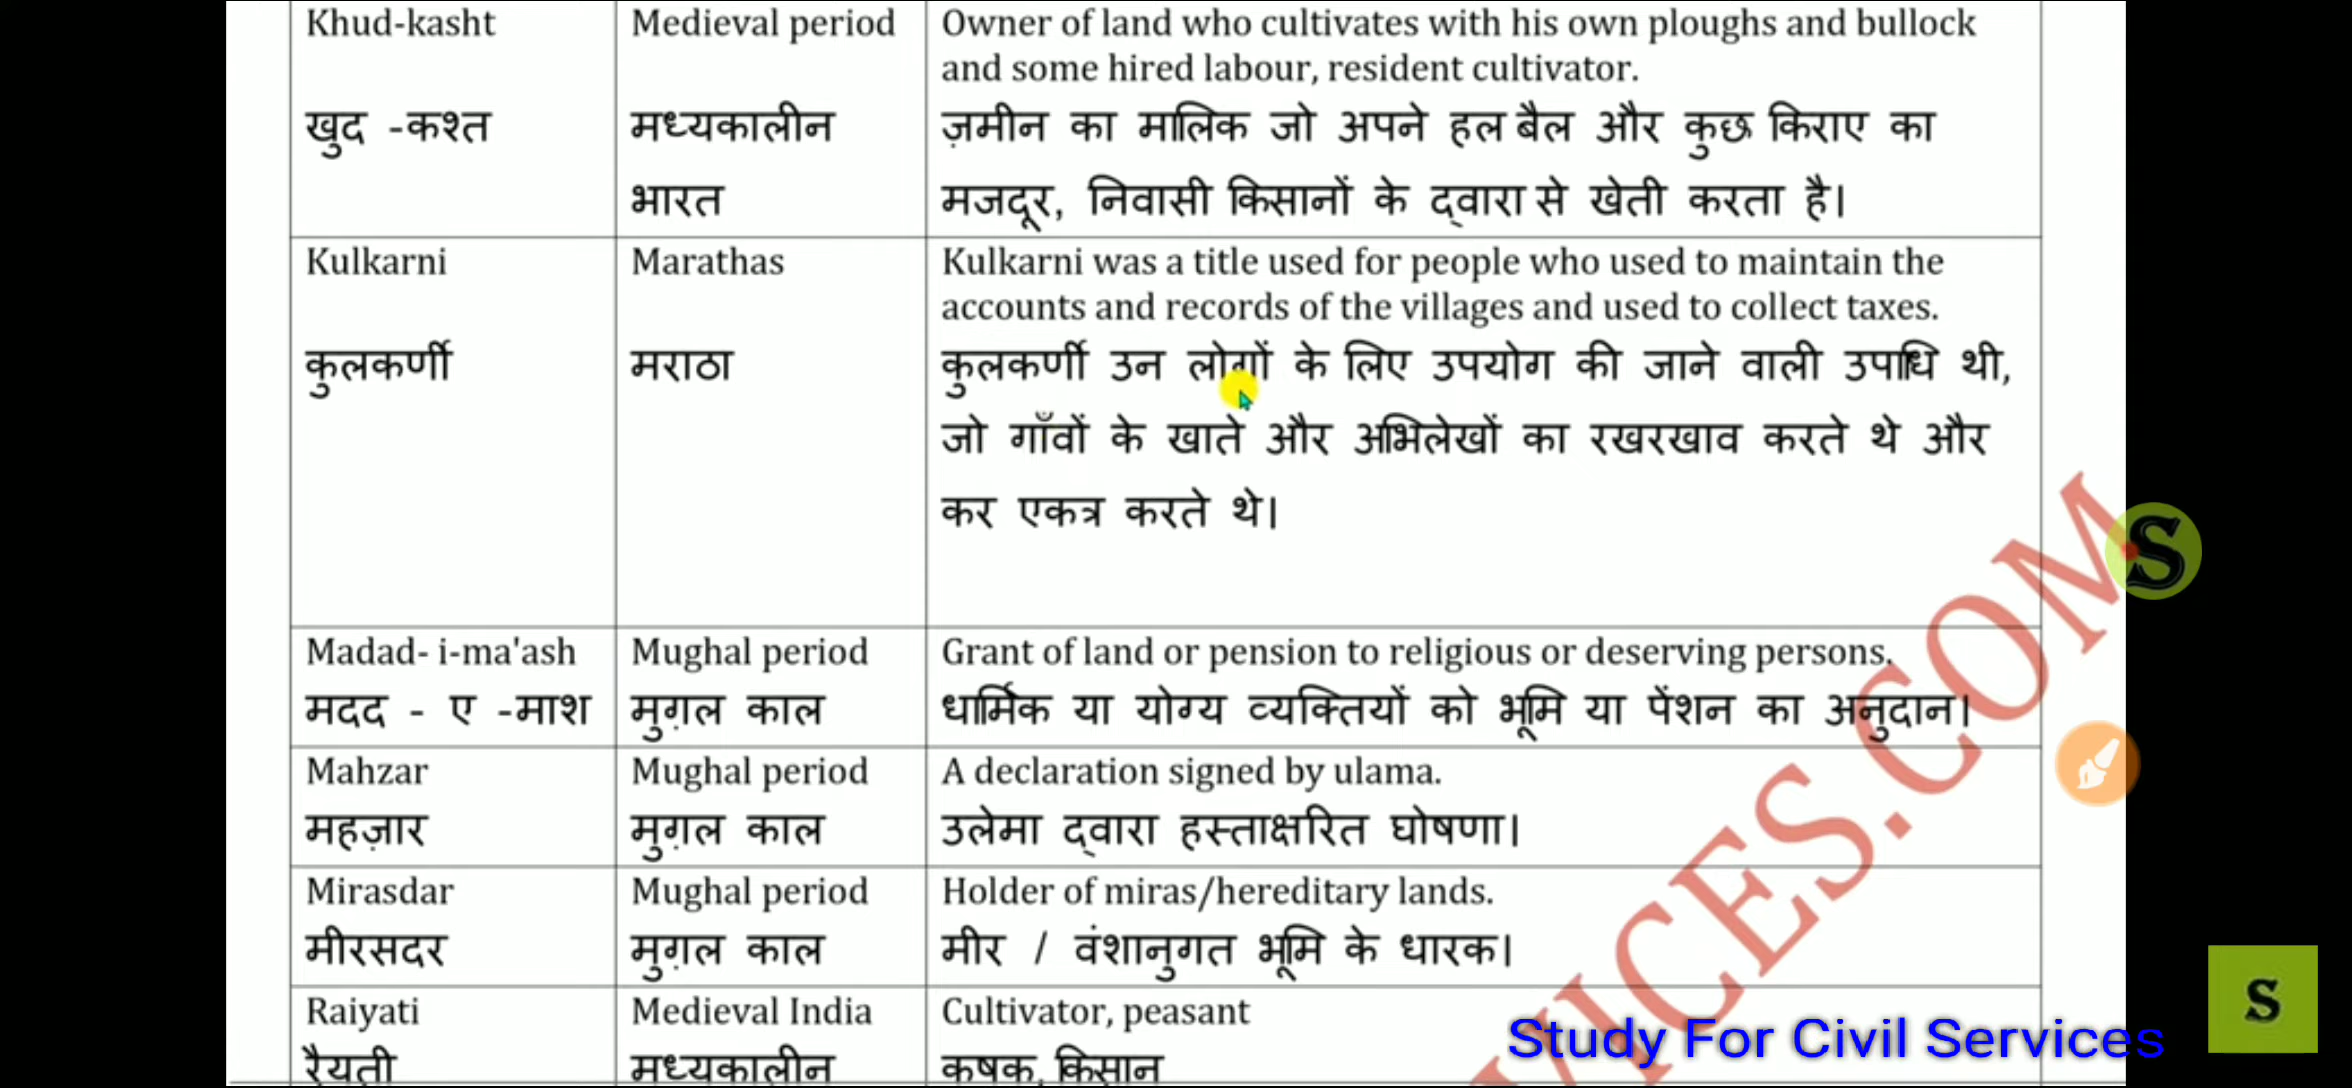 Khud-kasht
Medieval period
Owner of land who cultivates with his own ploughs and bullock
and some hired labour, resident cultivator.
खुद -कश्त
मध्यकालीन
ज़मीन का मालिक जो अपने हल बैल और कुछ किराए का
भारत
मजदूर, निवासी किसानों के द्वारा से खेती करता है।
Kulkarni
Marathas
Kulkarni was a title used for people who used to maintain the
accounts and records of the villages and used to collect taxes.
कुलकर्णी
मराठा
कुलकर्णी उन लोगों के लिए उपयोग की जाने वाली उपाधि थी,
जो गाँवों के खाते और अभिलेखों का रखरखाव करते थे और
कर एकत्र करते थे।
Madad- i-ma'ash
Mughal period
Grant of land or pension to religious or deserving persons.
मदद - ए -माश
मुग़ल काल
धार्मिक या योग्य व्यक्तियों को भूमि या पेंशन का अनुदान।
Mahzar
Mughal period
A declaration signed by ulama.
महज़ार
मुग़ल काल
उलेमा द्वारा हस्ताक्षरित घोषणा।
Mirasdar
Mughal period
Holder of miras/hereditary lands.
मीरसदर
मुग़ल काल
मीर / वंशानुगत भूमि के धारक।
Raiyati
Medieval India
Cultivator, peasant
रैयती
मध्यकालीन
कृषक, किसान
VICES.COM
S
S
Study For Civil Services